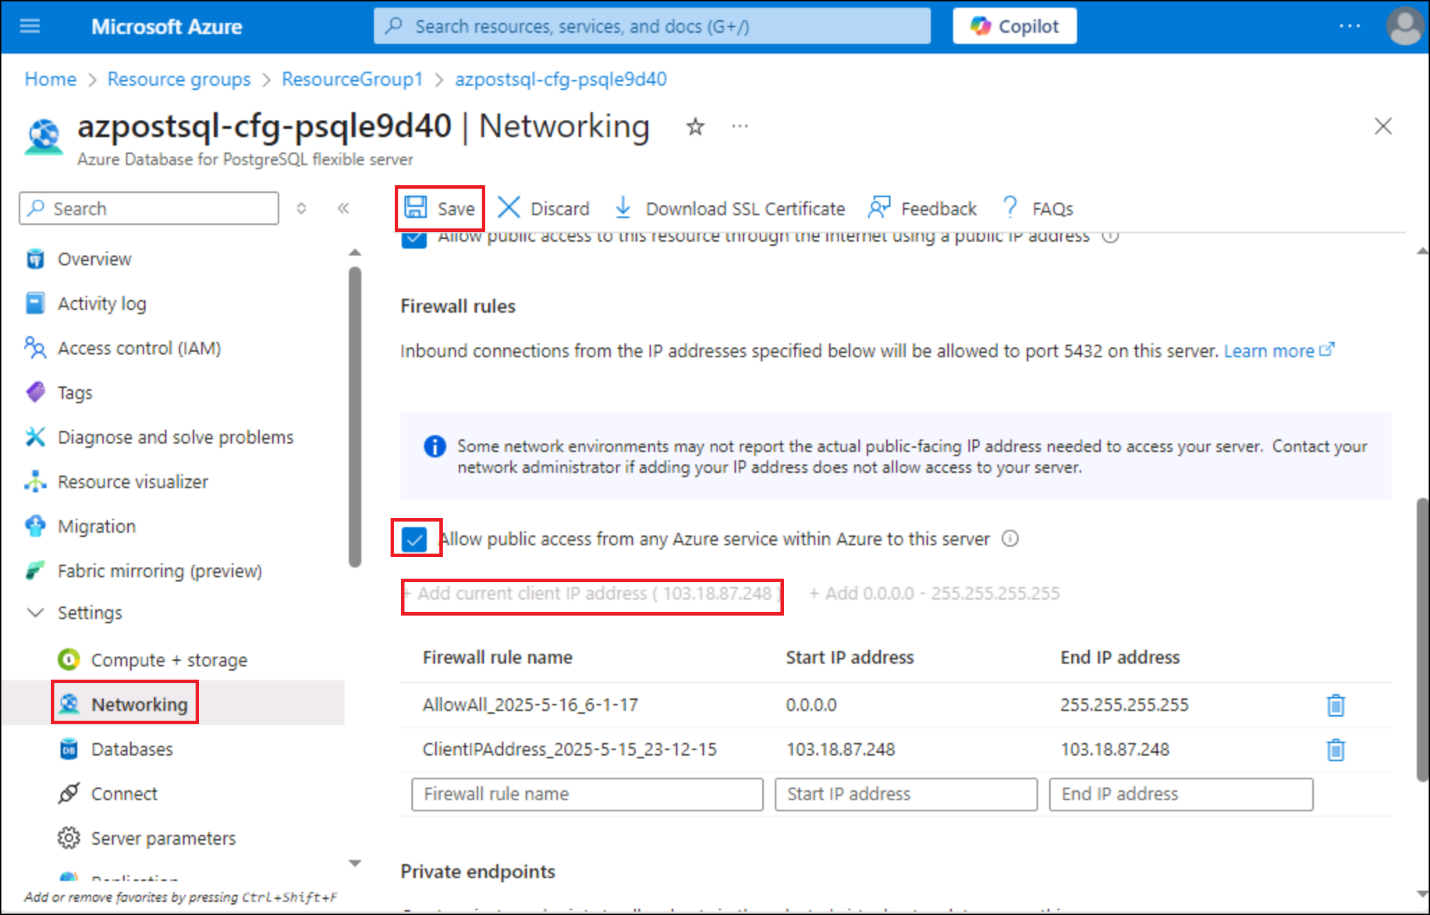 Microsoft Azure
Search resources, services, and docs (G+/)
Copilot
Home > Resource groups > ResourceGroup1 > azpostsql-cfg-psqle9d40
azpostsql-cfg-psqle9d40 | Networking
Azure Database for PostgreSQL flexible server
Search
Save
Discard
Download SSL Certificate
Feedback
FAQs
Overview
Activity log
Access control (IAM)
Tags
Diagnose and solve problems
Resource visualizer
Migration
Fabric mirroring (preview)
Settings
Compute + storage
Networking
Databases
Connect
Server parameters
Replication
Add or remove favorites by pressing Ctrl+Shift+F
Allow public access to this resource through the internet using a public IP address
Firewall rules
Inbound connections from the IP addresses specified below will be allowed to port 5432 on this server. Learn more
Some network environments may not report the actual public-facing IP address needed to access your server. Contact your
network administrator if adding your IP address does not allow access to your server.
Allow public access from any Azure service within Azure to this server
+ Add current client IP address ( 103.18.87.248 )
+ Add 0.0.0.0 - 255.255.255.255
Firewall rule name Start IP address End IP address
AllowAll_2025-5-16_6-1-17 0.0.0.0 255.255.255.255
ClientIPAddress_2025-5-15_23-12-15 103.18.87.248 103.18.87.248
Firewall rule name Start IP address End IP address
Private endpoints